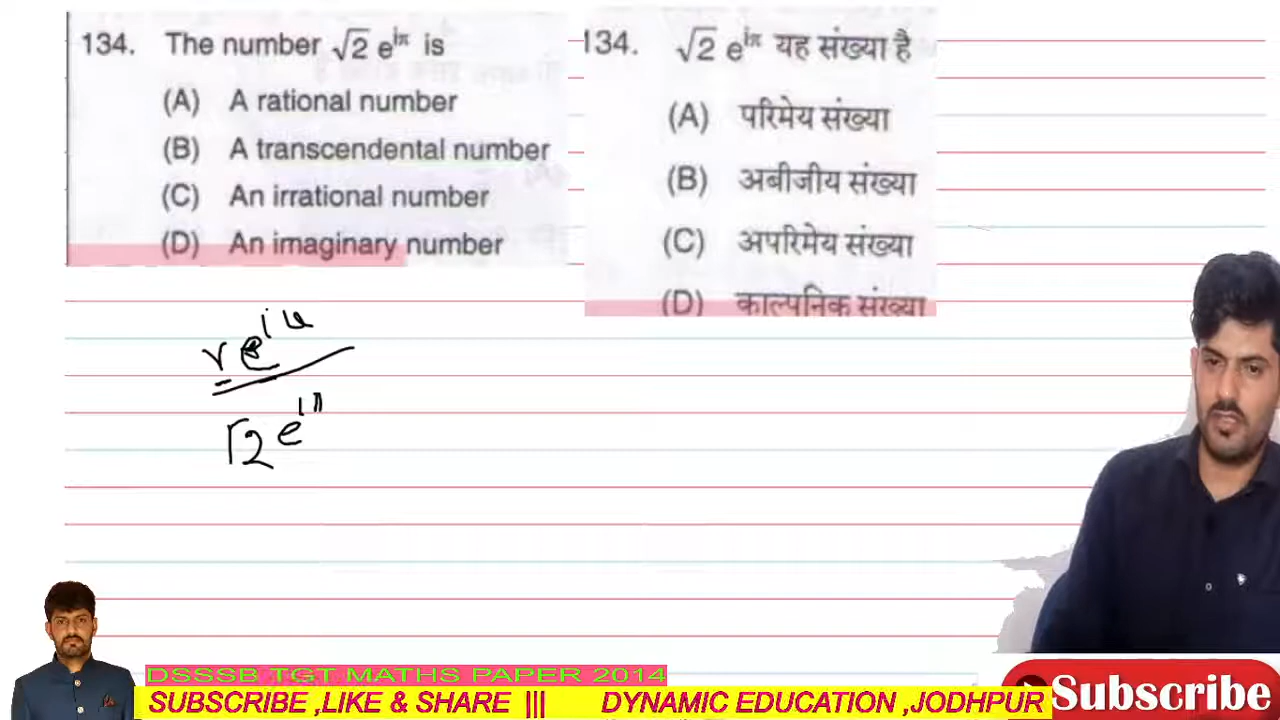 134. The number √2 e^{iπ} is
(A) A rational number
(B) A transcendental number
(C) An irrational number
(D) An imaginary number
134. √2 e^{iπ} यह संख्या है
(A) परिमेय संख्या
(B) अबीजीय संख्या
(C) अपरिमेय संख्या
(D) काल्पनिक संख्या
√2 e^{iπ}
DSSSB TGT MATHS PAPER 2014
SUBSCRIBE ,LIKE & SHARE ||| DYNAMIC EDUCATION ,JODHPUR
Subscribe